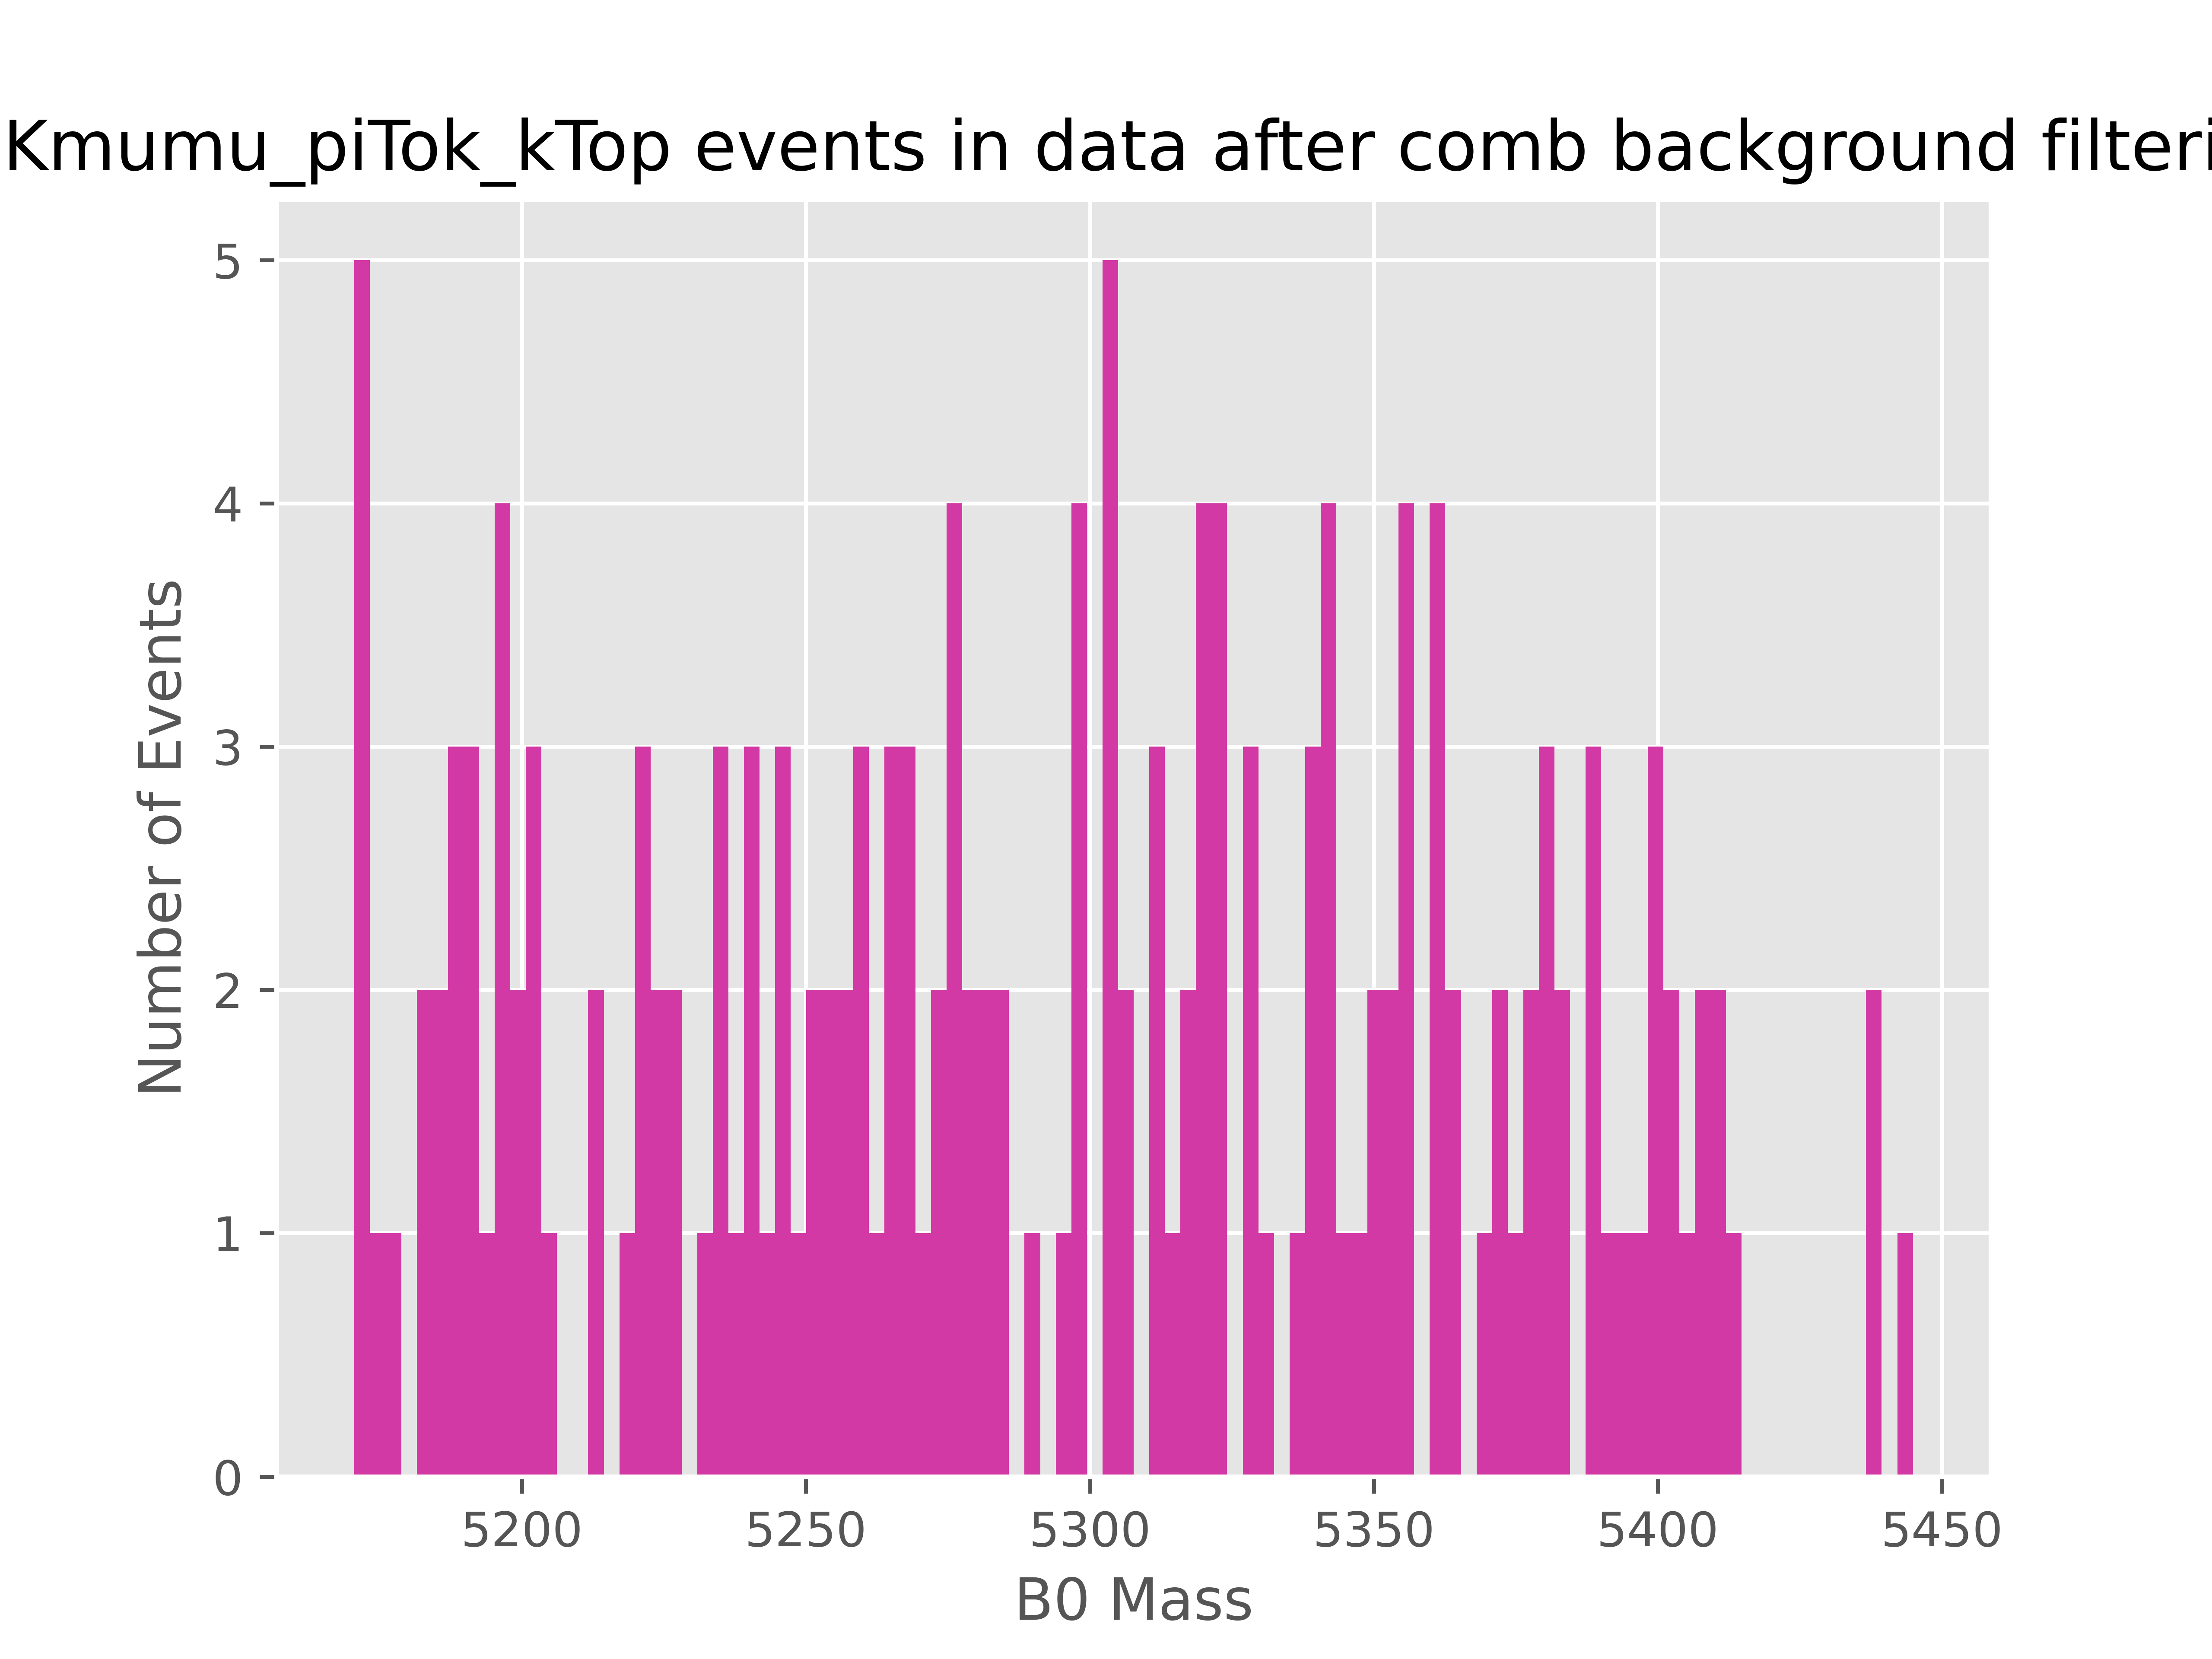 Kmumu_piTok_kTop events in data after comb background filteri
5
4
3
2
1
0
Number of Events
5200 5250 5300 5350 5400 5450
B0 Mass